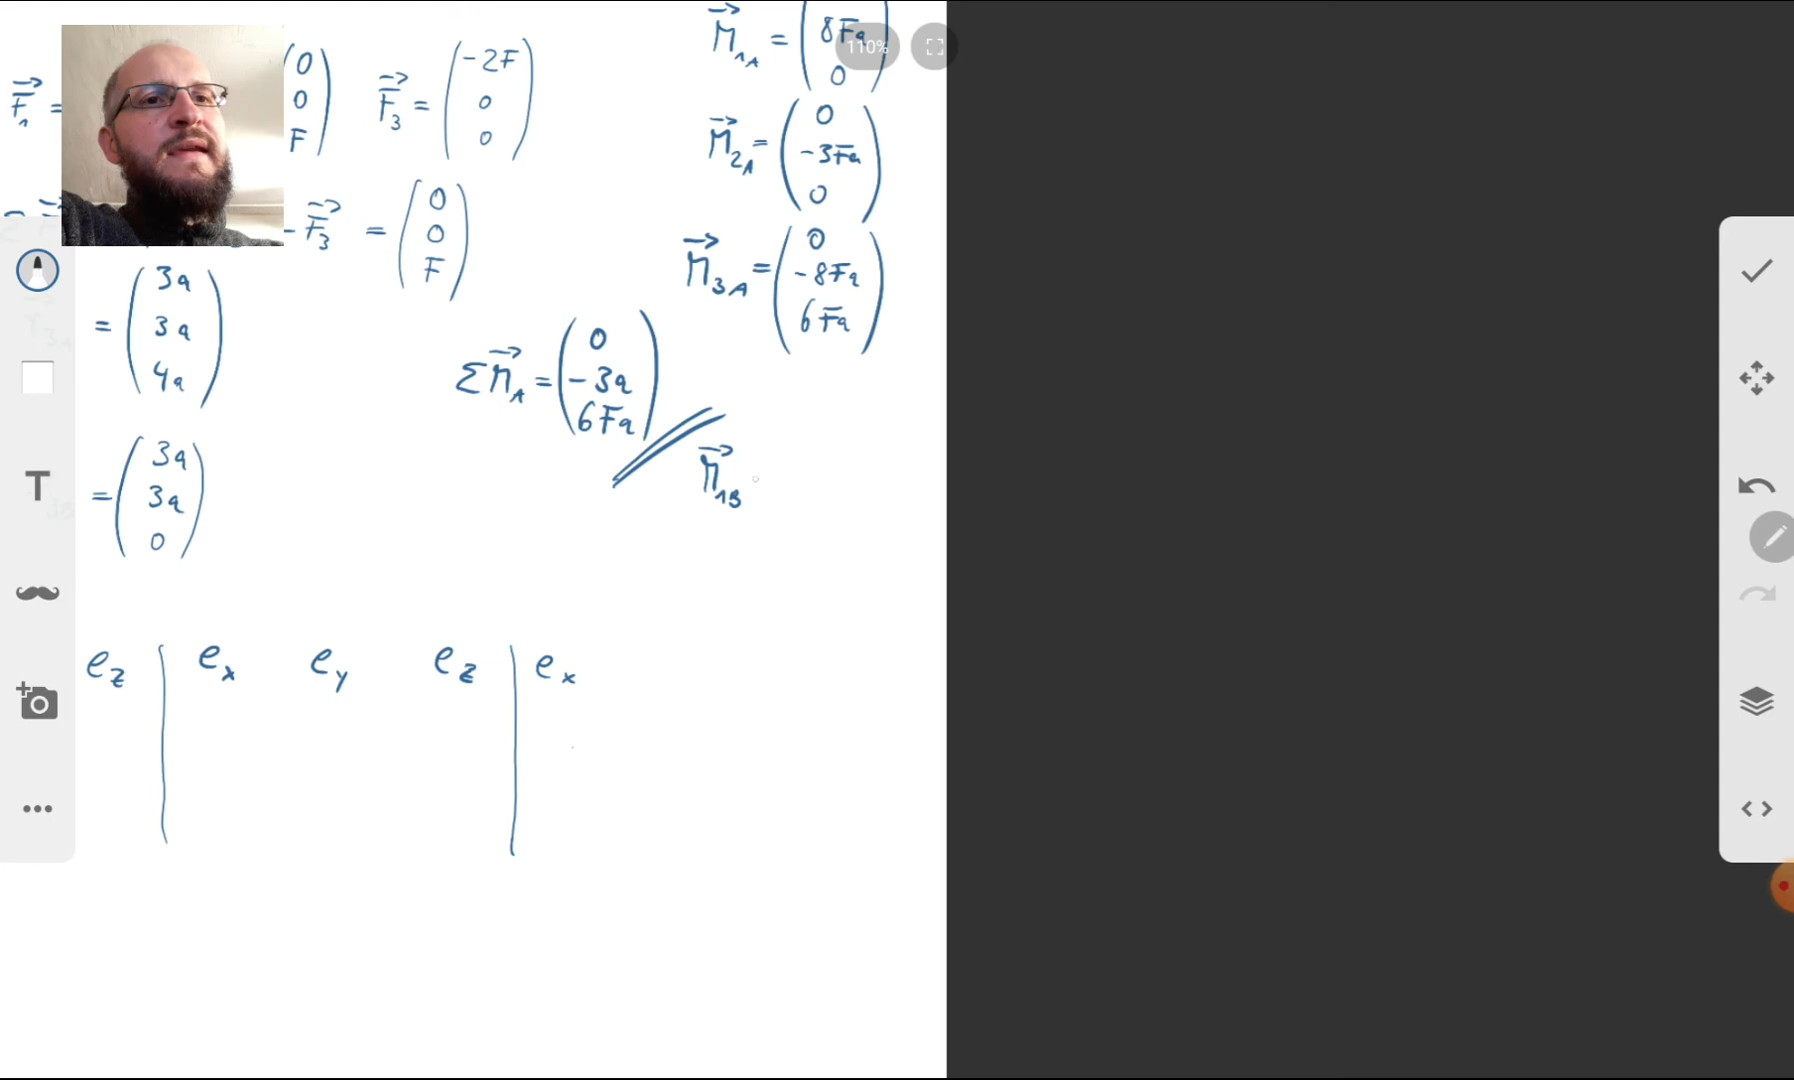 F₁ = (0, 0, F) F₃ = (-2F, 0, 0)
- F₃ = (0, 0, F)
= (3a, 3a, 4a)
= (3a, 3a, 0)
M₁A = (8Fa, 0)
M₂A = (0, -3Fa, 0)
M₃A = (0, -8Fa, 6Fa)
ΣM_A = (0, -3a, 6Fa)
M₁B
110%
T
e_z | e_x e_y e_z | e_x